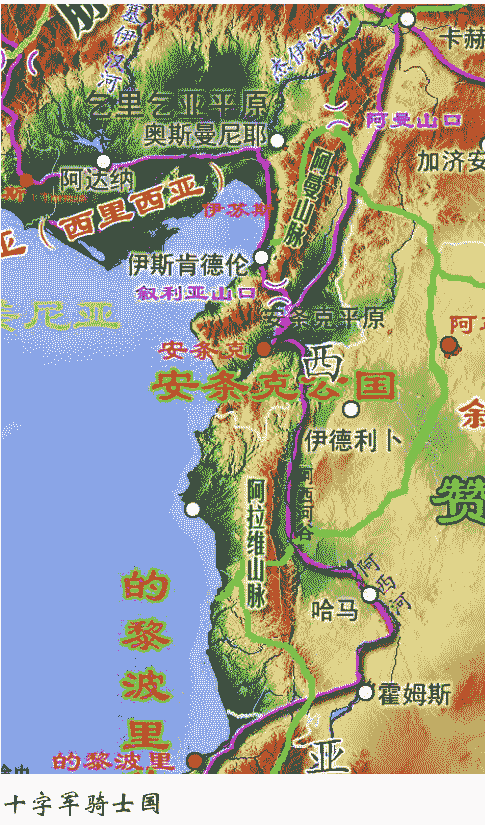 塞伊汉河
杰伊汉河
卡赫
乞里乞亚平原
奥斯曼尼耶
阿曼山口
加济安
阿达纳
阿曼山脉
亚（西里西亚）
伊苏斯
伊斯肯德伦
叙利亚山口
安条克平原
安条克
西
安条克公国
伊德利卜
阿西河谷
阿拉维山脉
赞
阿西河
哈马
的黎波里
霍姆斯
的黎波里
亚
十字军骑士国